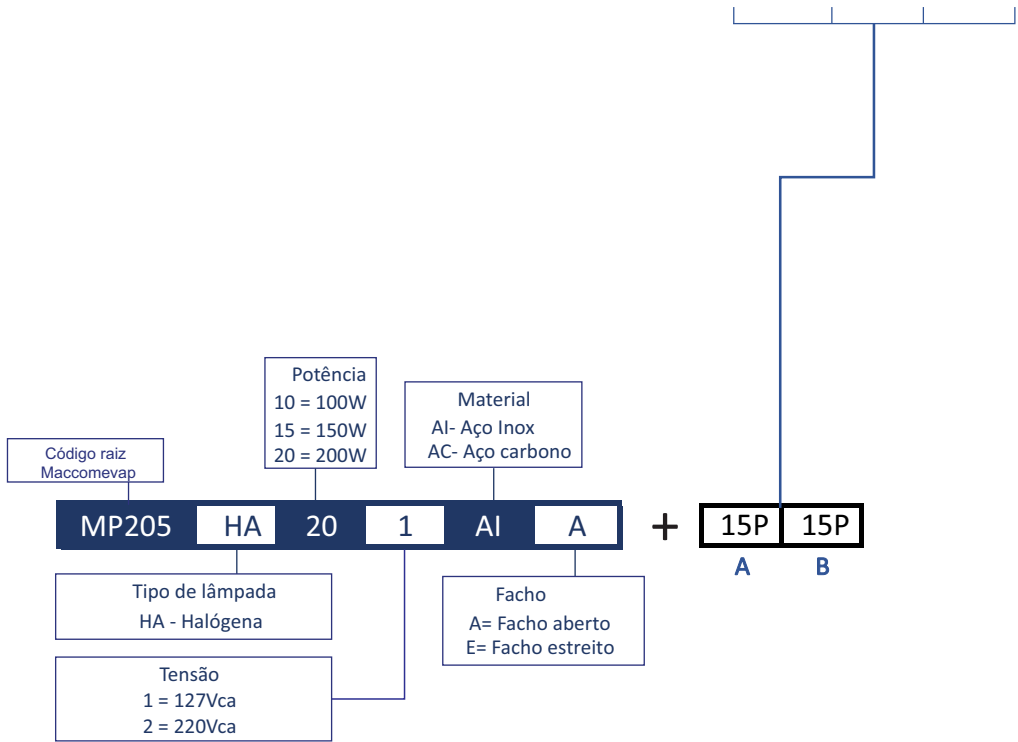 Potência
10 = 100W
15 = 150W
20 = 200W
Material
AI- Aço Inox
AC- Aço carbono
Código raiz
Maccomevap
MP205 HA 20 1 AI A + 15P 15P
A B
Tipo de lâmpada
HA - Halógena
Facho
A= Facho aberto
E= Facho estreito
Tensão
1 = 127Vca
2 = 220Vca